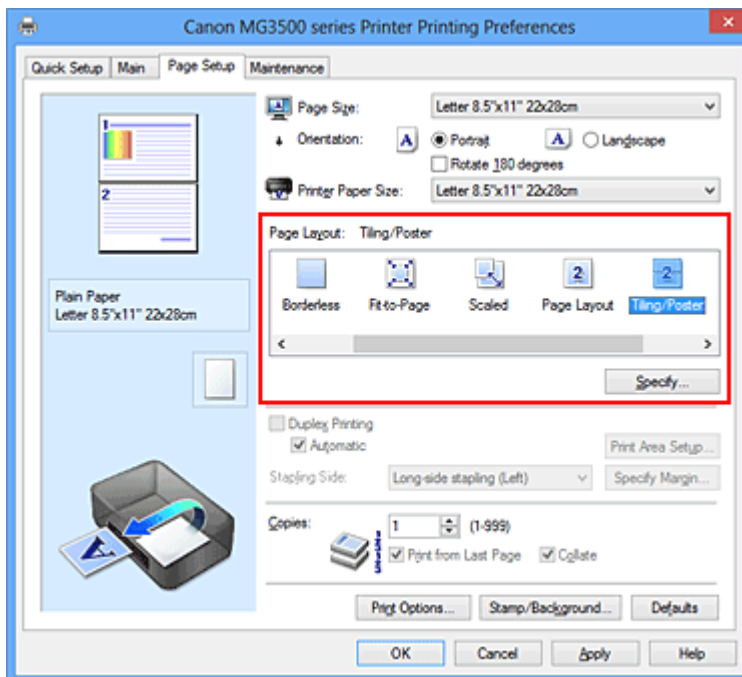 Canon MG3500 series Printer Printing Preferences
Quick Setup Main Page Setup Maintenance
1
2
Plain Paper
Letter 8.5"x11" 22x28cm
Page Size: Letter 8.5"x11" 22x28cm
Orientation: A Portrait A Landscape
Rotate 180 degrees
Printer Paper Size: Letter 8.5"x11" 22x28cm
Page Layout: Tiling/Poster
2 2
Borderless Fit-to-Page Scaled Page Layout Tiling/Poster
Specify...
Duplex Printing
Automatic Print Area Setup...
Stapling Side: Long-side stapling (Left) Specify Margin...
Copies: 1 (1-999)
Print from Last Page Collate
A
Print Options... Stamp/Background... Defaults
OK Cancel Apply Help